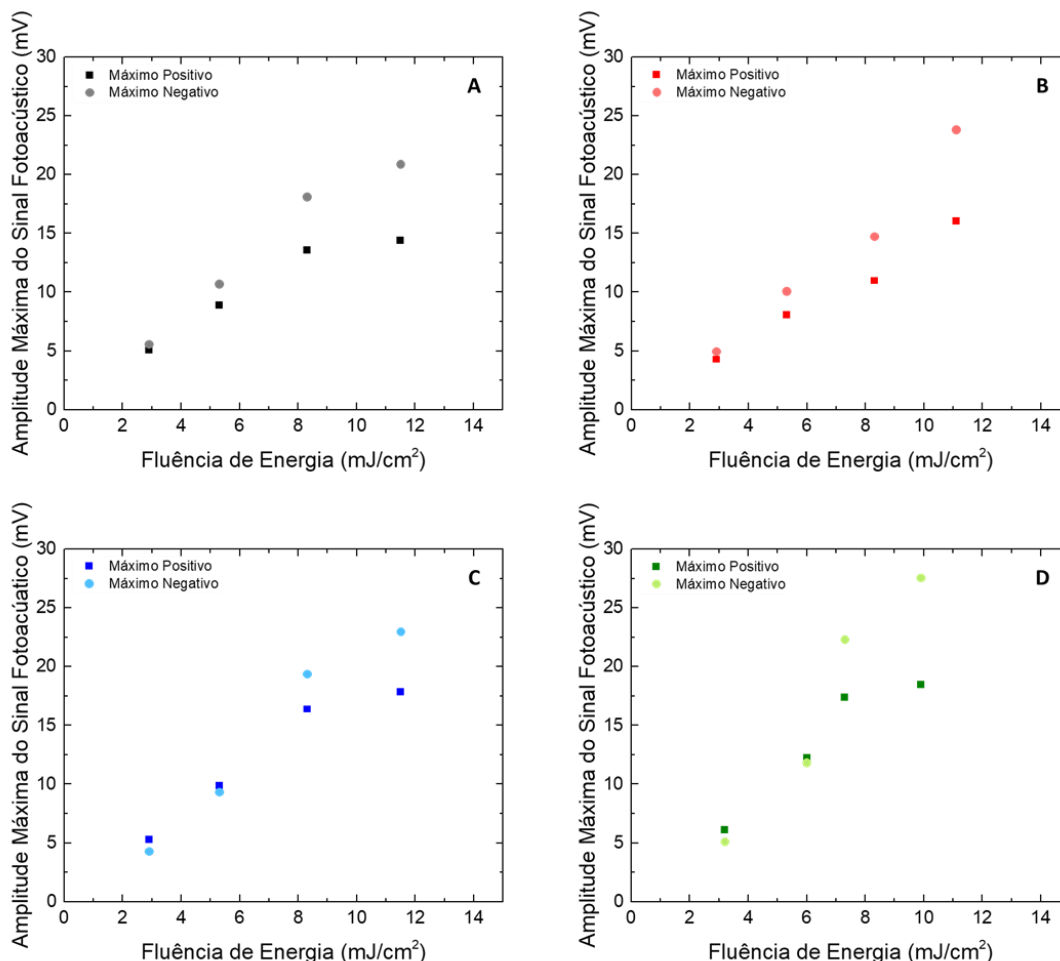 Amplitude Máxima do Sinal Fotoacústico (mV)
30
25
20
15
10
5
0
Máximo Positivo
Máximo Negativo
A
0 2 4 6 8 10 12 14
Fluência de Energia (mJ/cm²)
Amplitude Máxima do Sinal Fotoacústico (mV)
30
25
20
15
10
5
0
Máximo Positivo
Máximo Negativo
B
0 2 4 6 8 10 12 14
Fluência de Energia (mJ/cm²)
Amplitude Máxima do Sinal Fotoacúatico (mV)
30
25
20
15
10
5
0
Máximo Positivo
Máximo Negativo
C
0 2 4 6 8 10 12 14
Fluência de Energia (mJ/cm²)
Amplitude Máxima do Sinal Fotoacústico (mV)
30
25
20
15
10
5
0
Máximo Positivo
Máximo Negativo
D
0 2 4 6 8 10 12 14
Fluência de Energia (mJ/cm²)